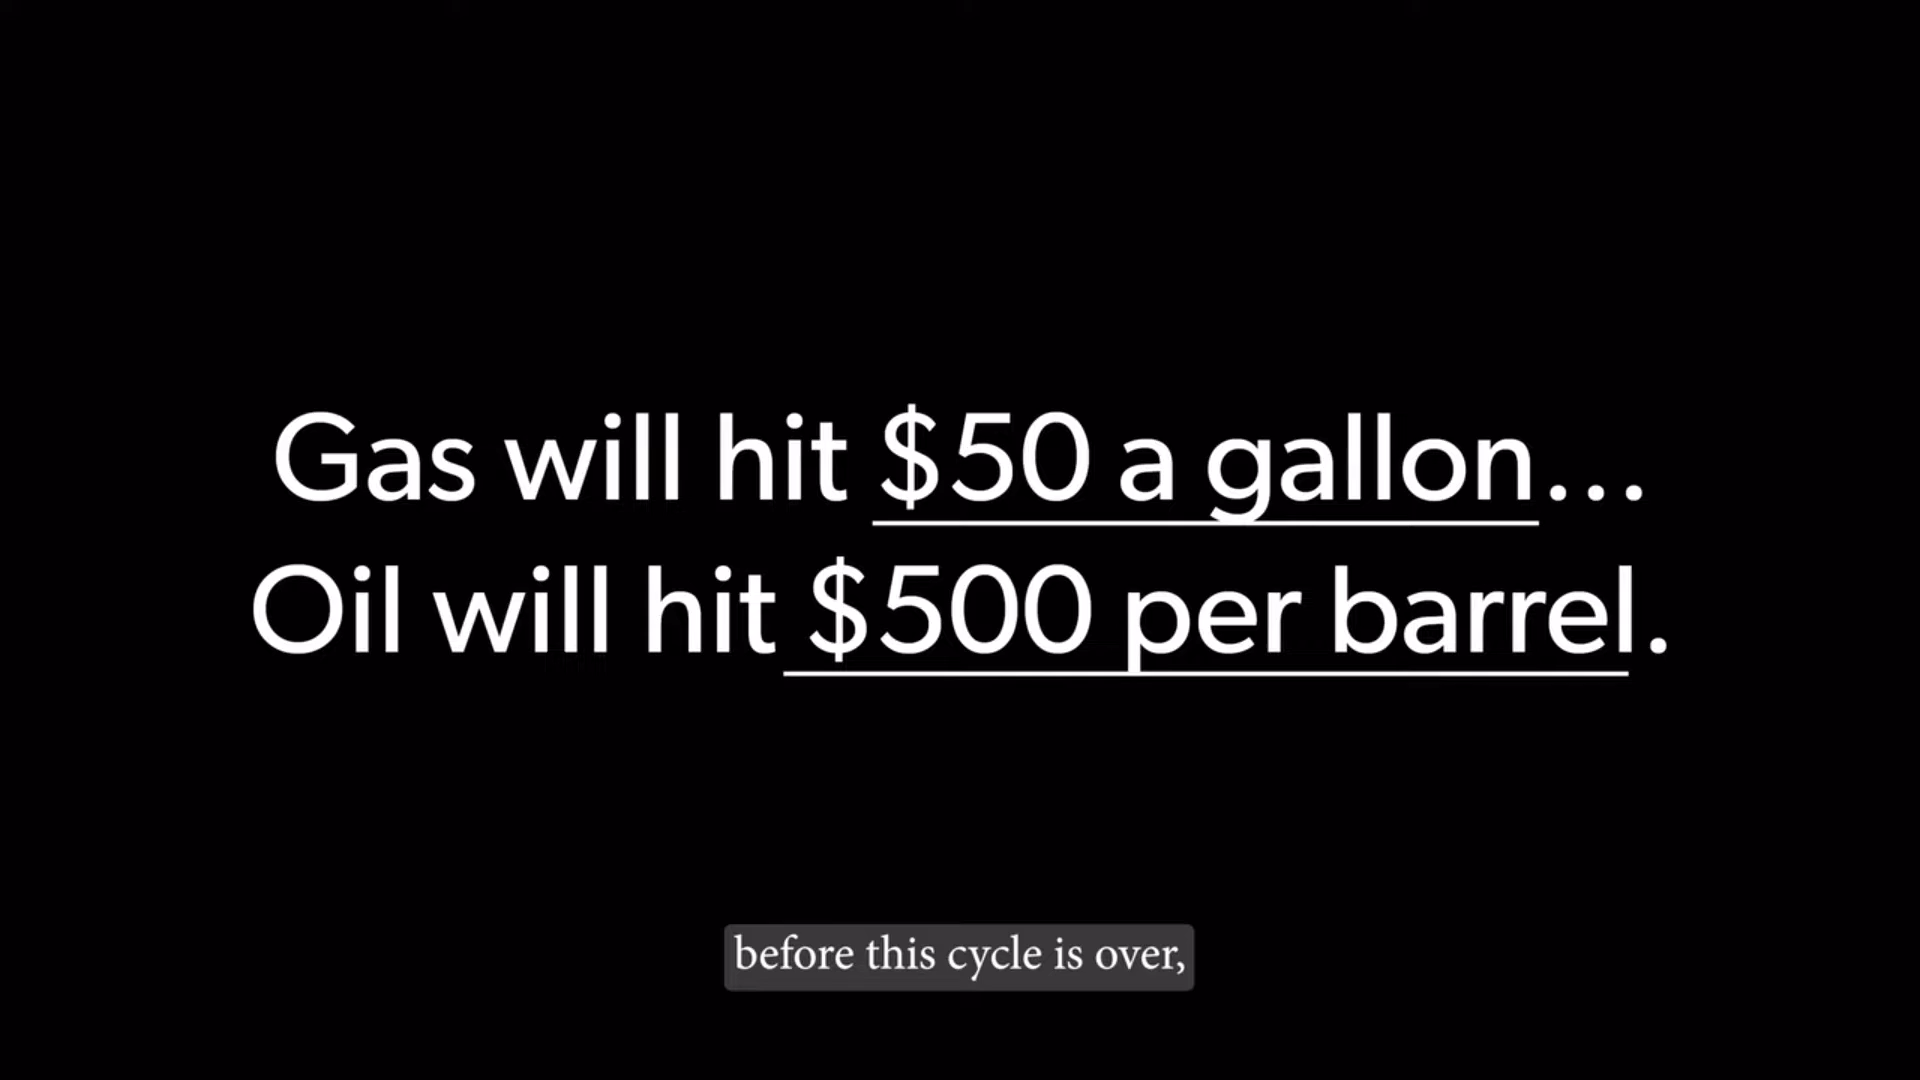 Gas will hit $50 a gallon...
Oil will hit $500 per barrel.
before this cycle is over,